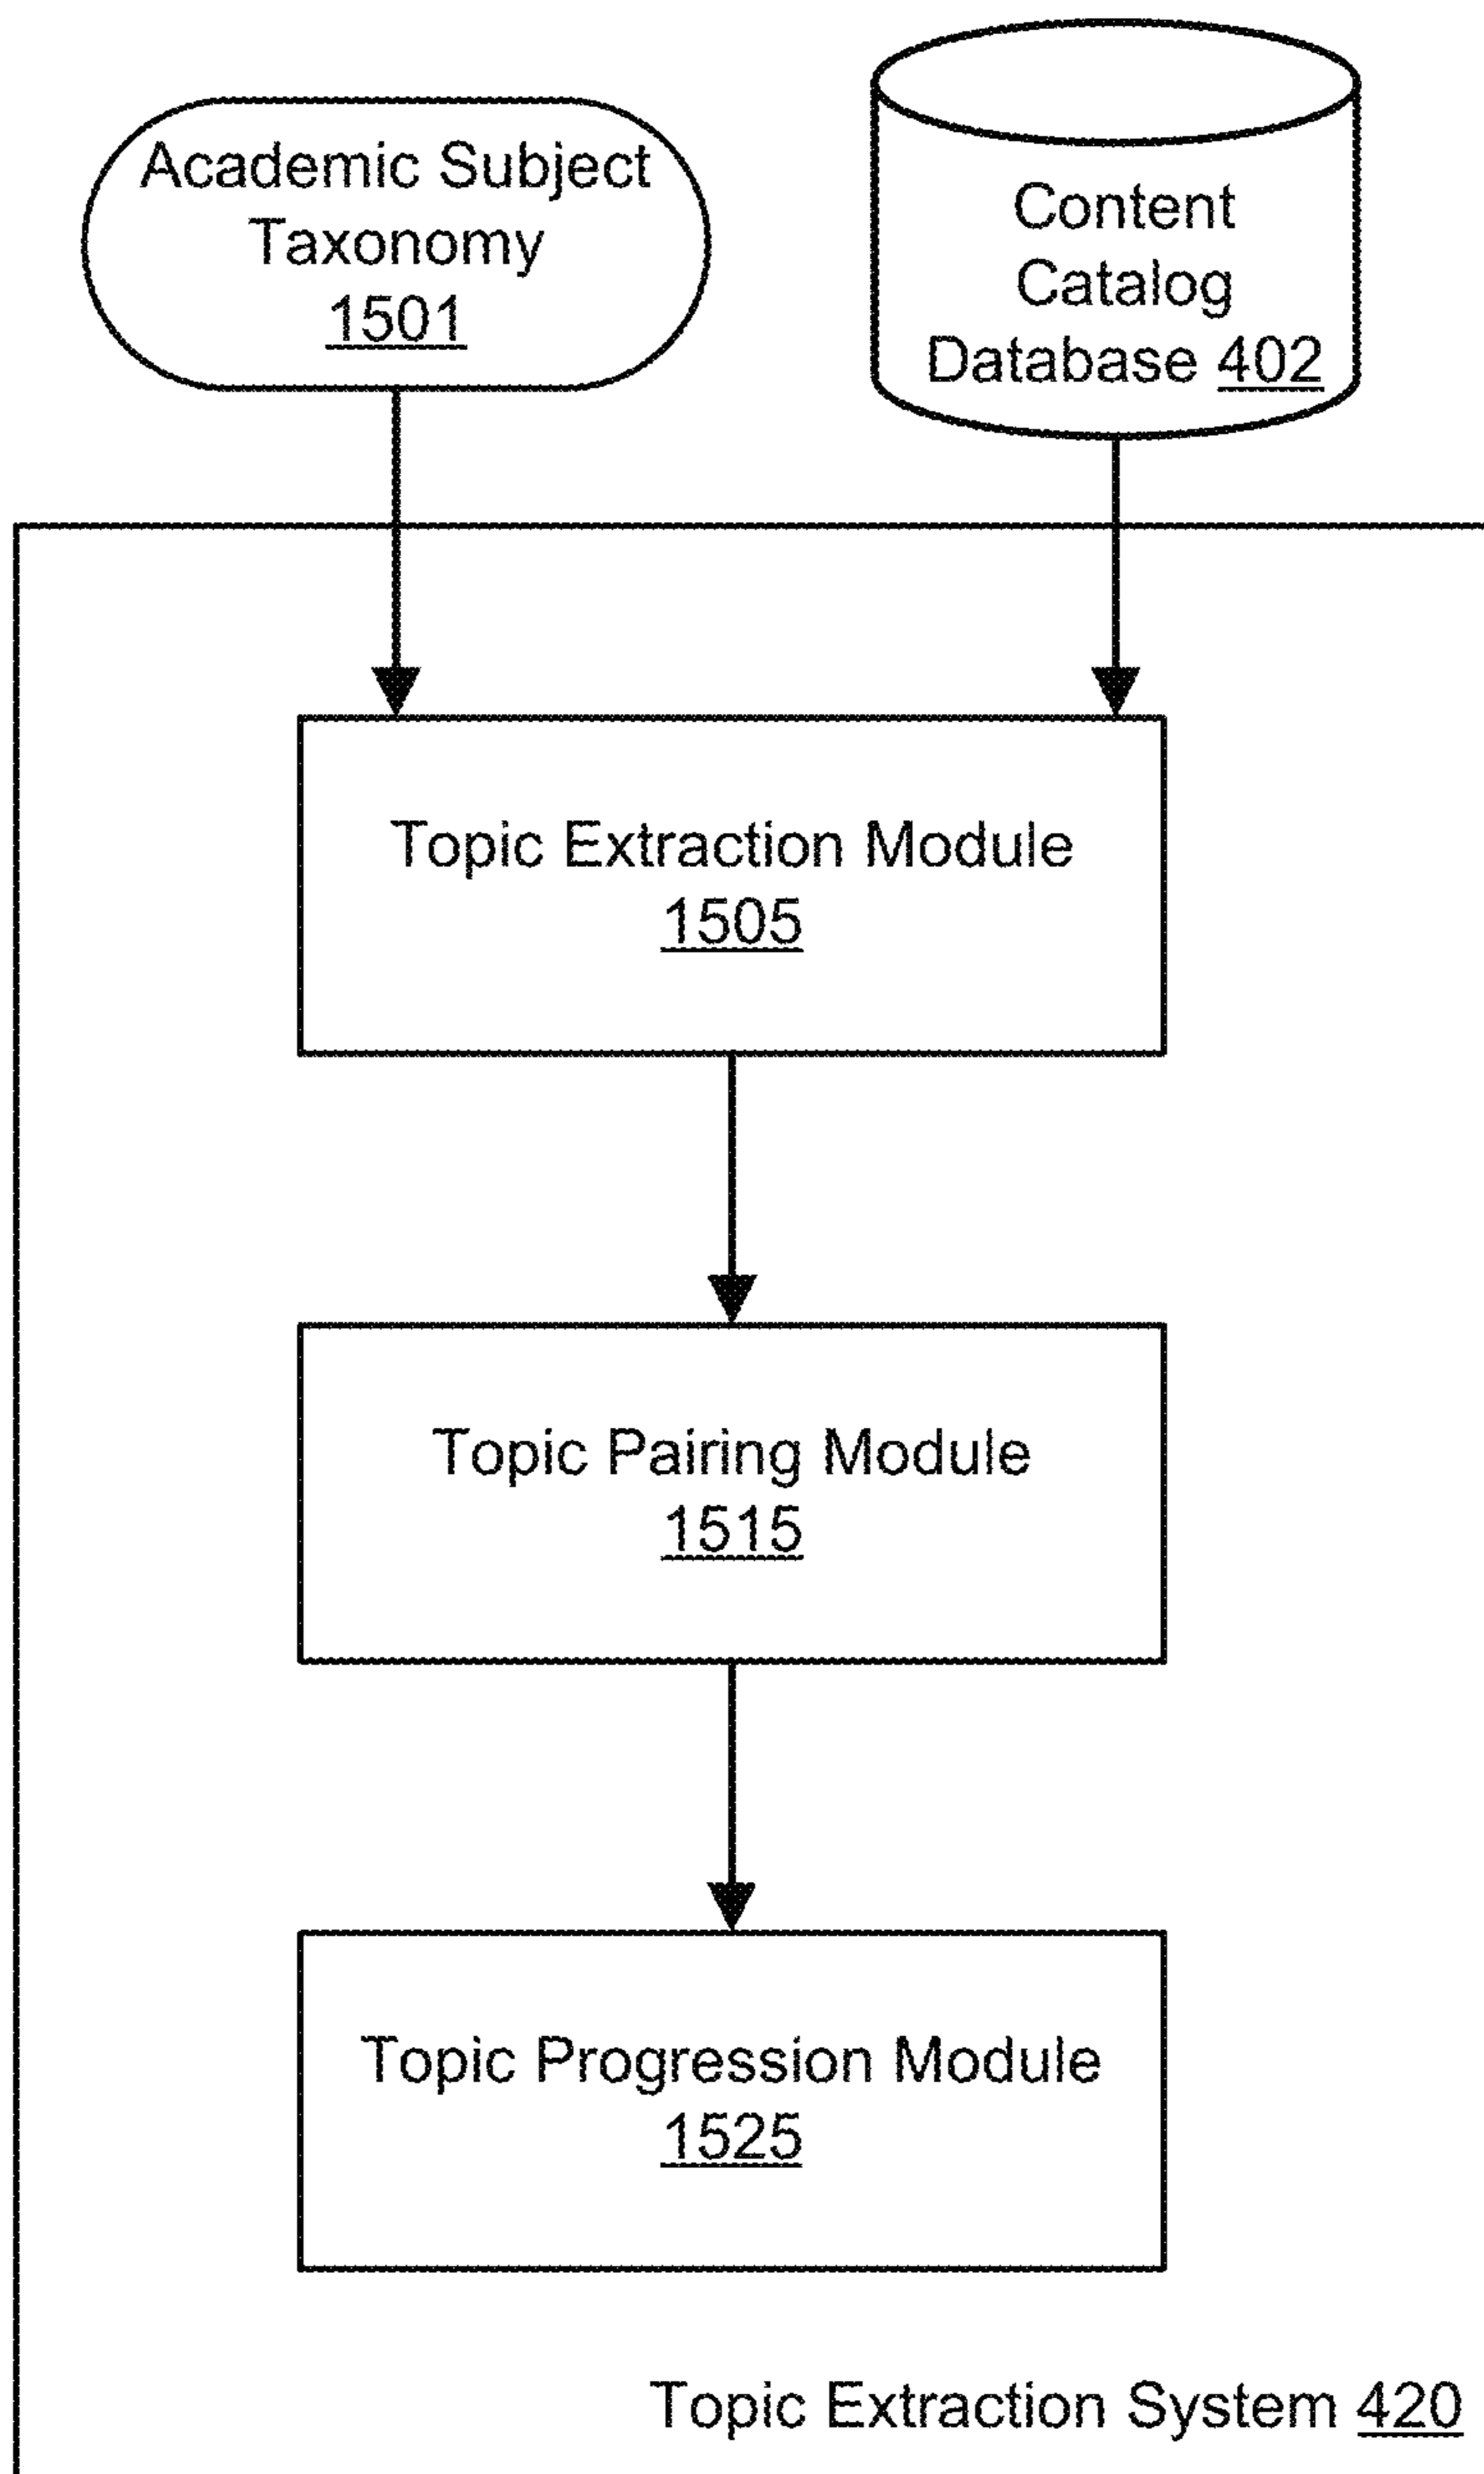 Academic Subject
Taxonomy
1501
Content
Catalog
Database 402
Topic Extraction Module
1505
Topic Pairing Module
1515
Topic Progression Module
1525
Topic Extraction System 420